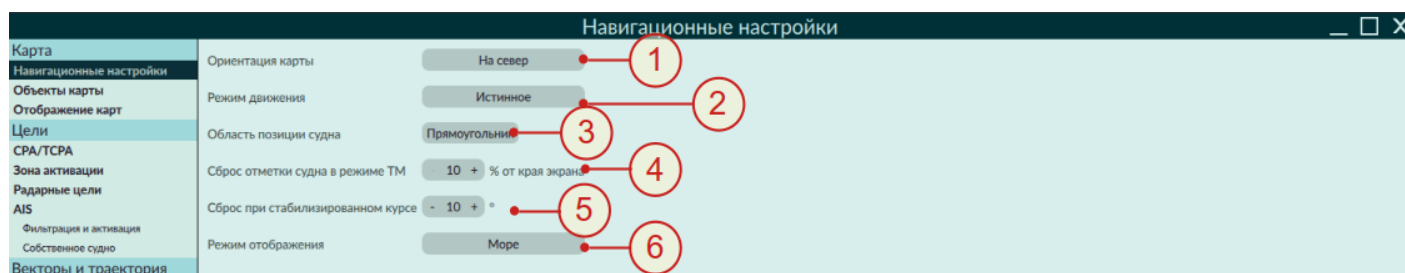 Навигационные настройки
Карта
Навигационные настройки
Объекты карты
Отображение карт
Цели
CPA/TCPA
Зона активации
Радарные цели
AIS
Фильтрация и активация
Собственное судно
Векторы и траектория
Ориентация карты На север 1
Режим движения Истинное 2
Область позиции судна Прямоугольник 3
Сброс отметки судна в режиме ТМ - 10 + % от края экрана 4
Сброс при стабилизированном курсе - 10 + ° 5
Режим отображения Море 6